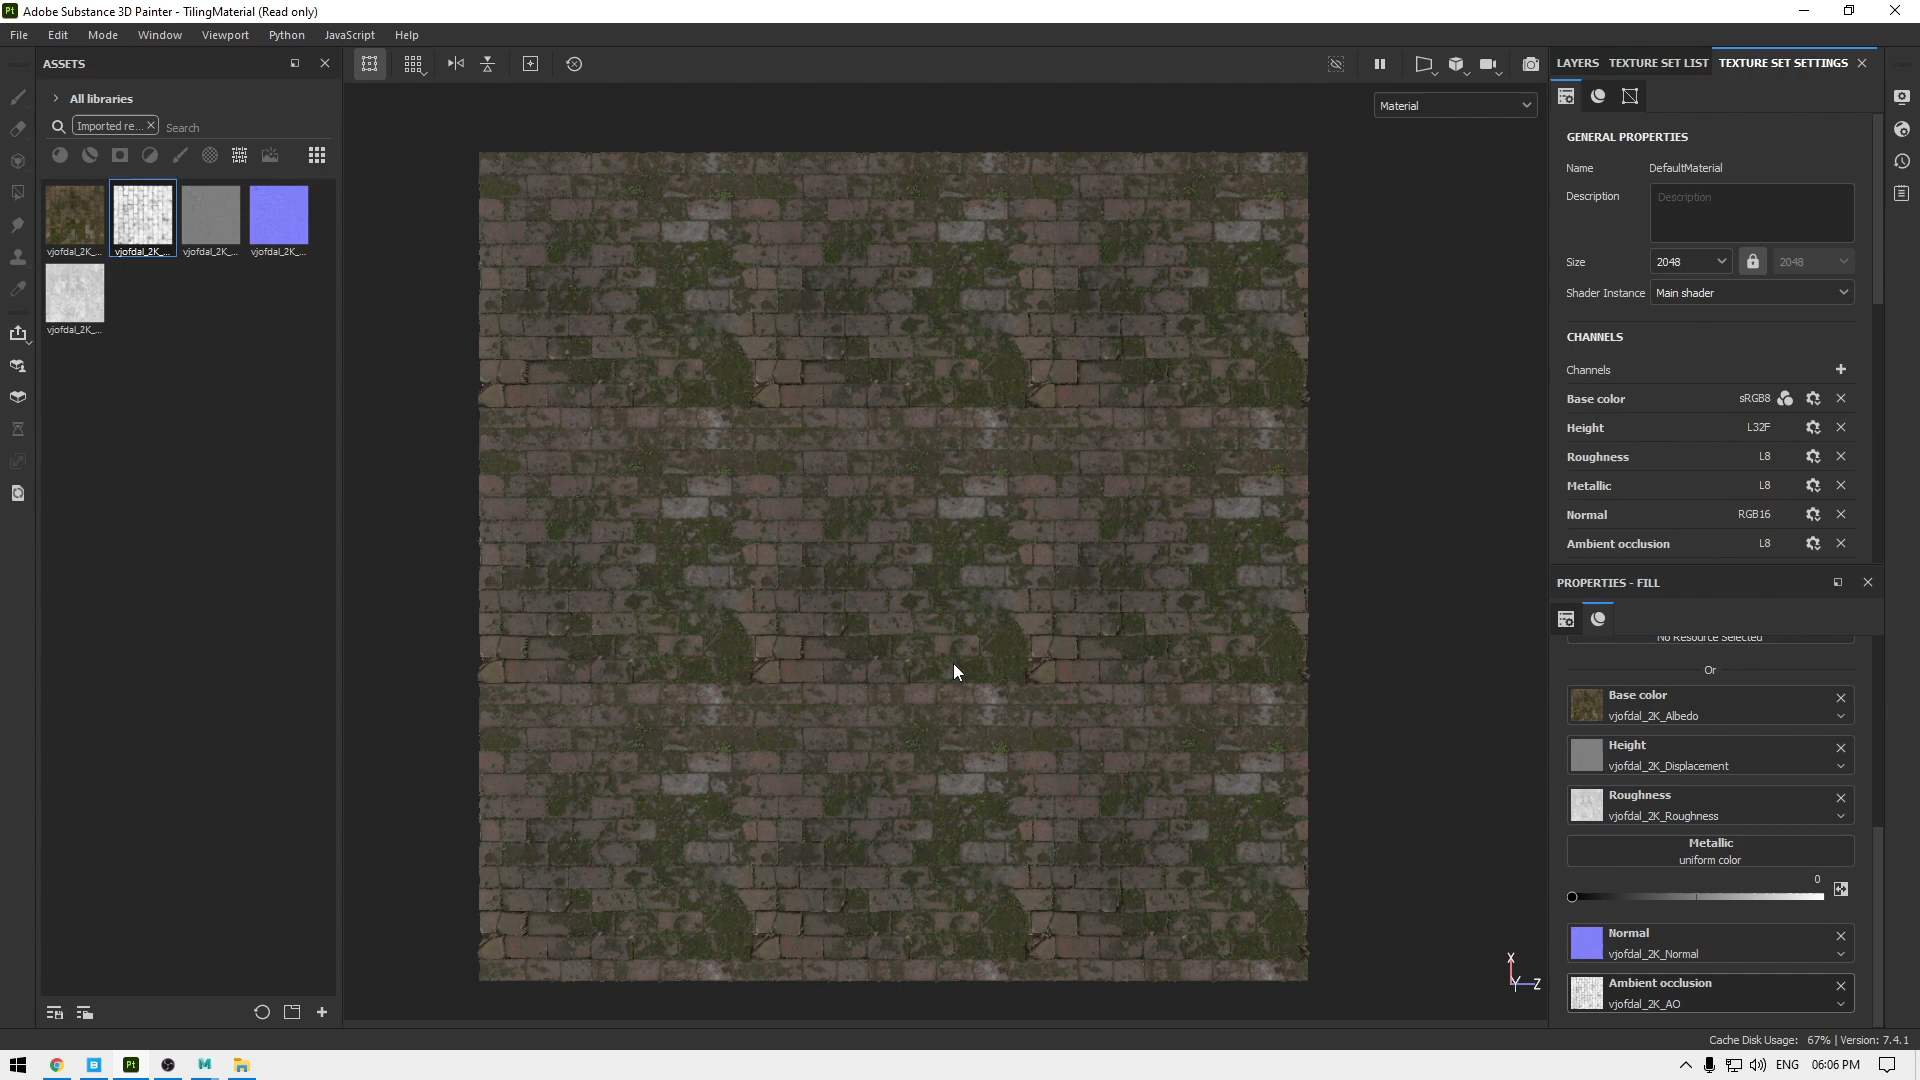 Pt Adobe Substance 3D Painter - TilingMaterial (Read only)
File Edit Mode Window Viewport Python JavaScript Help
ASSETS
All libraries
Imported re...
Search
vjofdal_2K_... vjofdal_2K_... vjofdal_2K_... vjofdal_2K_...
vjofdal_2K_...
Material
X
Y Z
LAYERS TEXTURE SET LIST TEXTURE SET SETTINGS
GENERAL PROPERTIES
Name DefaultMaterial
Description Description
Size 2048 2048
Shader Instance Main shader
CHANNELS
Channels
Base color sRGB8
Height L32F
Roughness L8
Metallic L8
Normal RGB16
Ambient occlusion L8
PROPERTIES - FILL
No Resource Selected
Or
Base color
vjofdal_2K_Albedo
Height
vjofdal_2K_Displacement
Roughness
vjofdal_2K_Roughness
Metallic
uniform color
0
Normal
vjofdal_2K_Normal
Ambient occlusion
vjofdal_2K_AO
Cache Disk Usage: 67% | Version: 7.4.1
Pt M ENG 06:06 PM